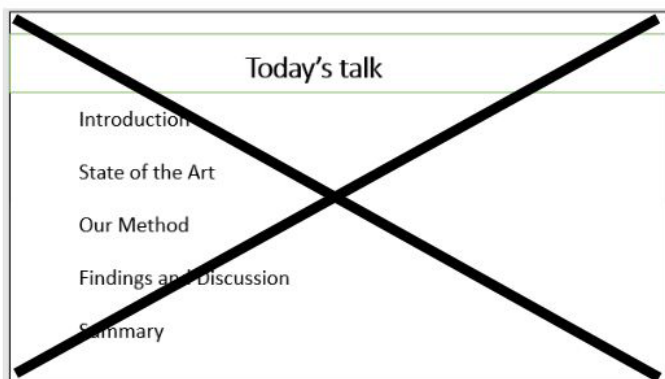 Today’s talk
Introduction
State of the Art
Our Method
Findings and Discussion
Summary